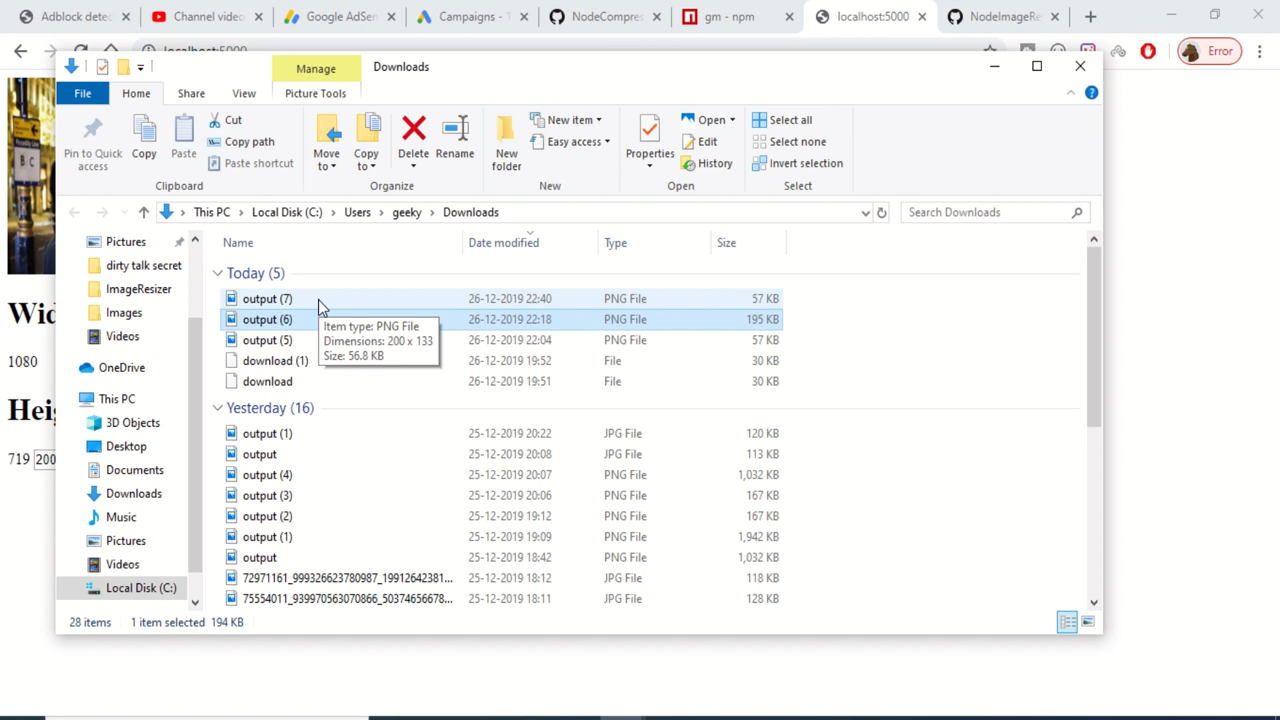 Adblock detec
Channel video
Google AdSen
Campaigns - 1
NodeCompres
gm - npm
localhost:5000
NodeImageRe
localhost:5000
Error
Manage
Downloads
File
Home
Share
View
Picture Tools
Pin to Quick access
Copy
Paste
Cut
Copy path
Paste shortcut
Clipboard
Move to
Copy to
Delete
Rename
Organize
New folder
New item
Easy access
New
Properties
Open
Edit
History
Open
Select all
Select none
Invert selection
Select
This PC > Local Disk (C:) > Users > geeky > Downloads
Search Downloads
Pictures
dirty talk secret
ImageResizer
Images
Videos
OneDrive
This PC
3D Objects
Desktop
Documents
Downloads
Music
Pictures
Videos
Local Disk (C:)
Name Date modified Type Size
Today (5)
output (7) 26-12-2019 22:40 PNG File 57 KB
output (6) 26-12-2019 22:18 PNG File 195 KB
output (5) 26-12-2019 22:04 PNG File 57 KB
download (1) 26-12-2019 19:52 File 30 KB
download 26-12-2019 19:51 File 30 KB
Item type: PNG File
Dimensions: 200 x 133
Size: 56.8 KB
Yesterday (16)
output (1) 25-12-2019 20:22 JPG File 120 KB
output 25-12-2019 20:08 JPG File 113 KB
output (4) 25-12-2019 20:07 PNG File 1,032 KB
output (3) 25-12-2019 20:06 PNG File 167 KB
output (2) 25-12-2019 19:12 PNG File 167 KB
output (1) 25-12-2019 19:09 PNG File 1,942 KB
output 25-12-2019 18:42 PNG File 1,032 KB
72971161_999326623780987_19912642381... 25-12-2019 18:12 JPG File 118 KB
75554011_939970563070866_50374656678... 25-12-2019 18:11 JPG File 128 KB
28 items 1 item selected 194 KB
B C
Wid
1080
Heig
719 200